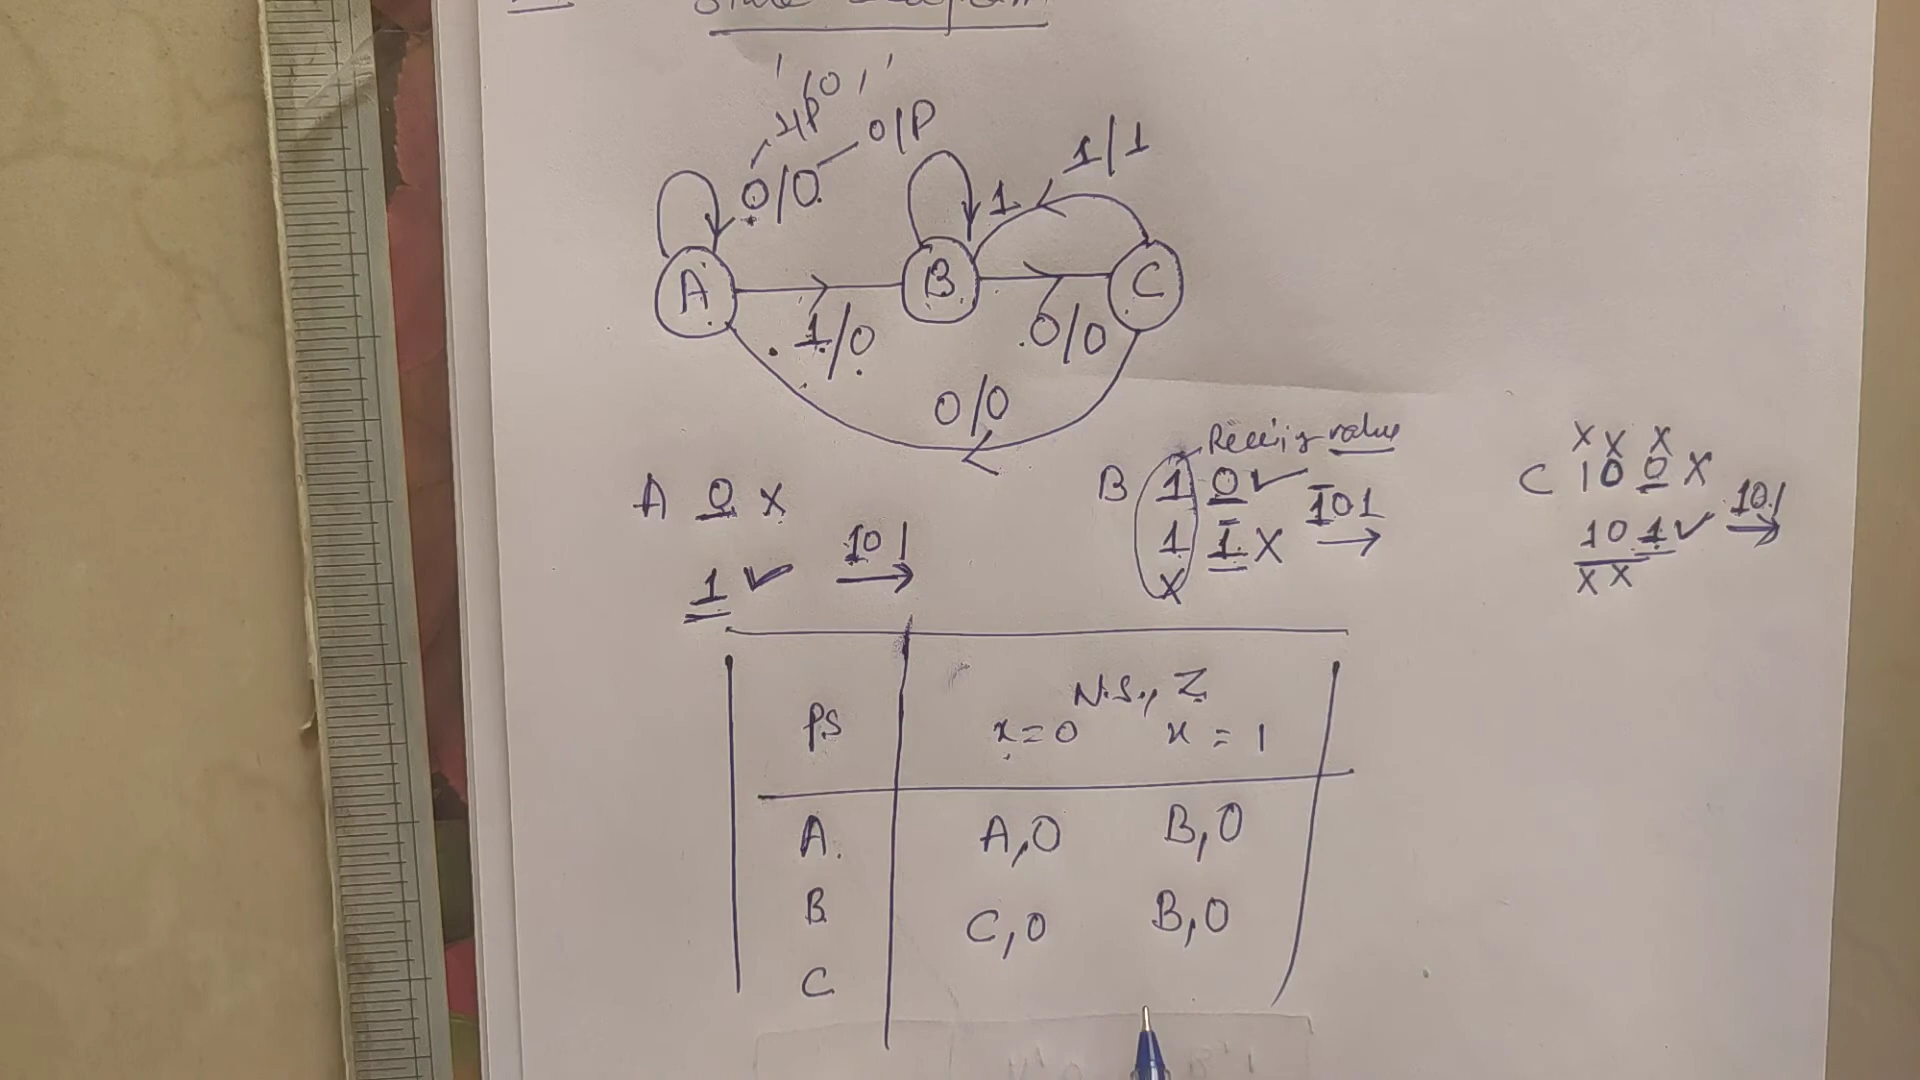 '101'
I/P
O/P
0/0
1
1/1
A
B
C
1/0
0/0
0/0
A 0 x
1 ✓ 101
B 1 0 ✓
1 1 x 101
x
value
x x x
C 1 0 0 x
1 0 1 ✓ 101
x x
PS
N.S., Z
x=0 x=1
A. A,0 B,0
B C,0 B,0
C